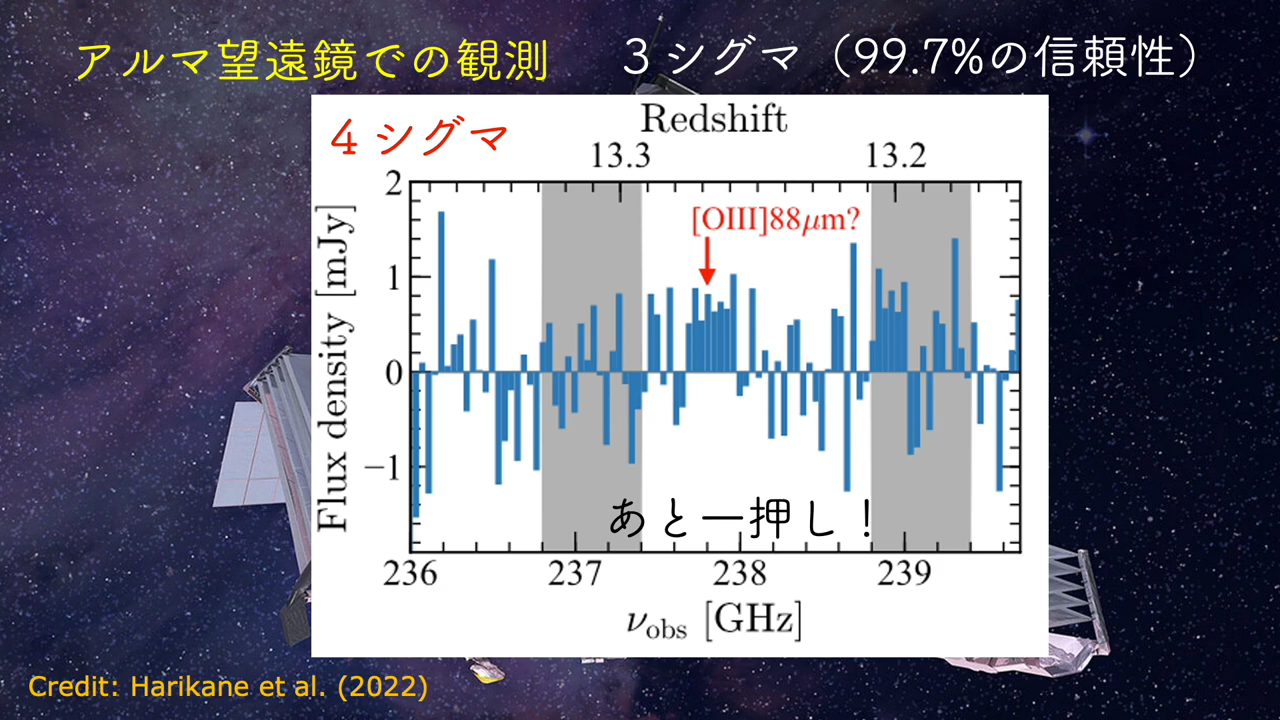 アルマ望遠鏡での観測
3シグマ（99.7%の信頼性）
4シグマ
Redshift
13.3 13.2
[OIII]88μm?
2
1
0
−1
Flux density [mJy]
あと一押し！
236 237 238 239
νobs [GHz]
Credit: Harikane et al. (2022)